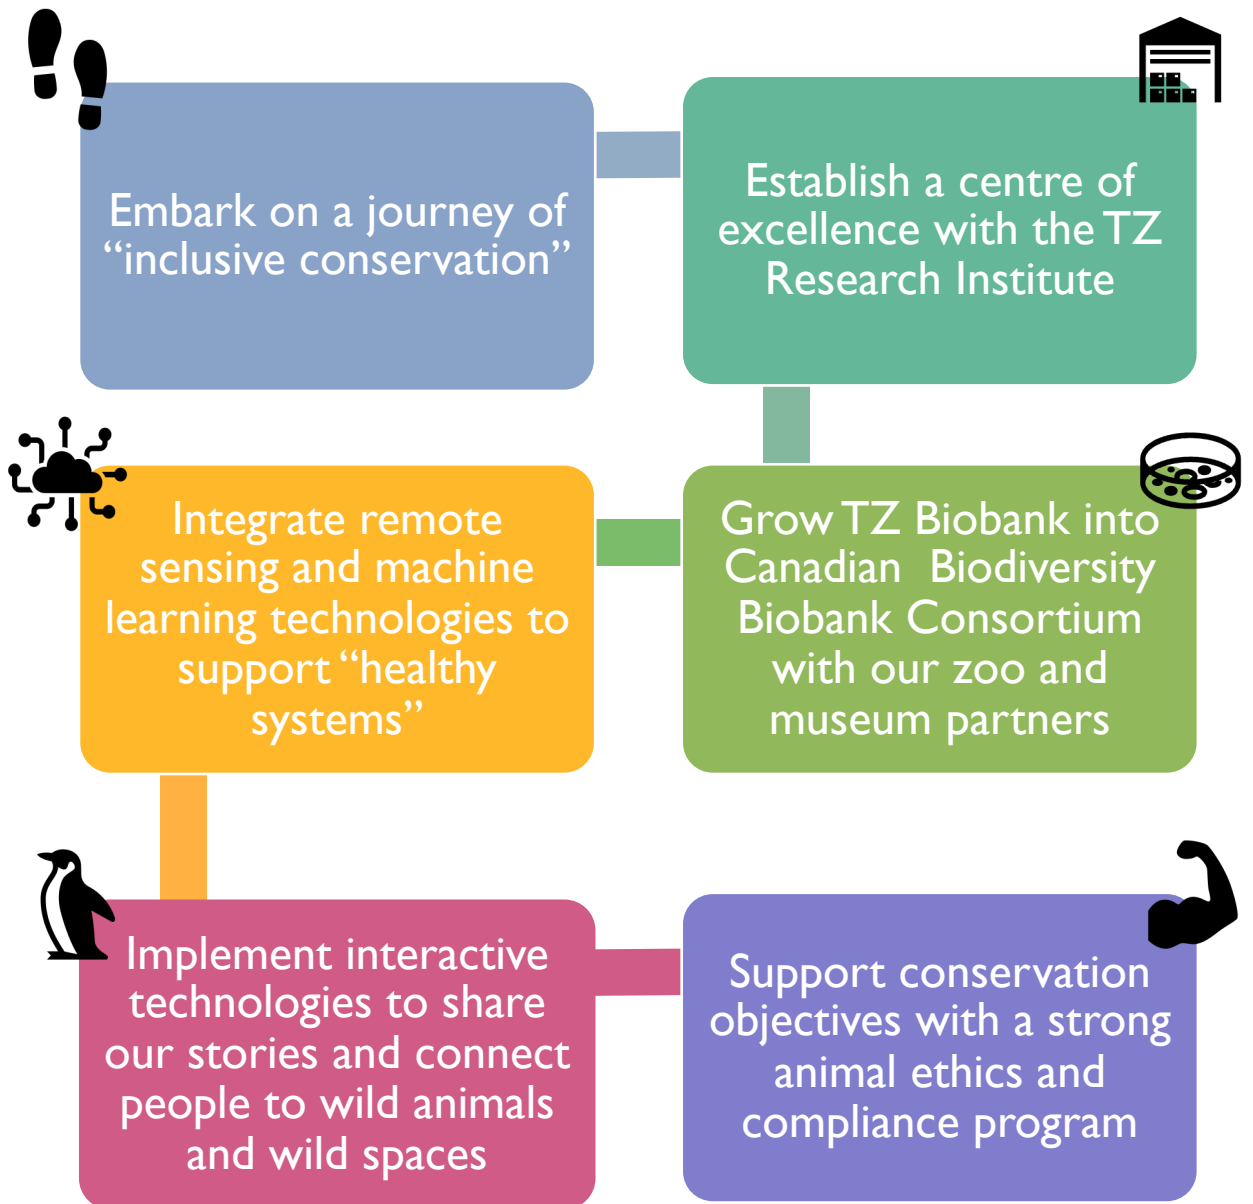 Embark on a journey of
“inclusive conservation”
Establish a centre of
excellence with the TZ
Research Institute
Integrate remote
sensing and machine
learning technologies to
support “healthy
systems”
Grow TZ Biobank into
Canadian  Biodiversity
Biobank Consortium
with our zoo and
museum partners
Implement interactive
technologies to share
our stories and connect
people to wild animals
and wild spaces
Support conservation
objectives with a strong
animal ethics and
compliance program